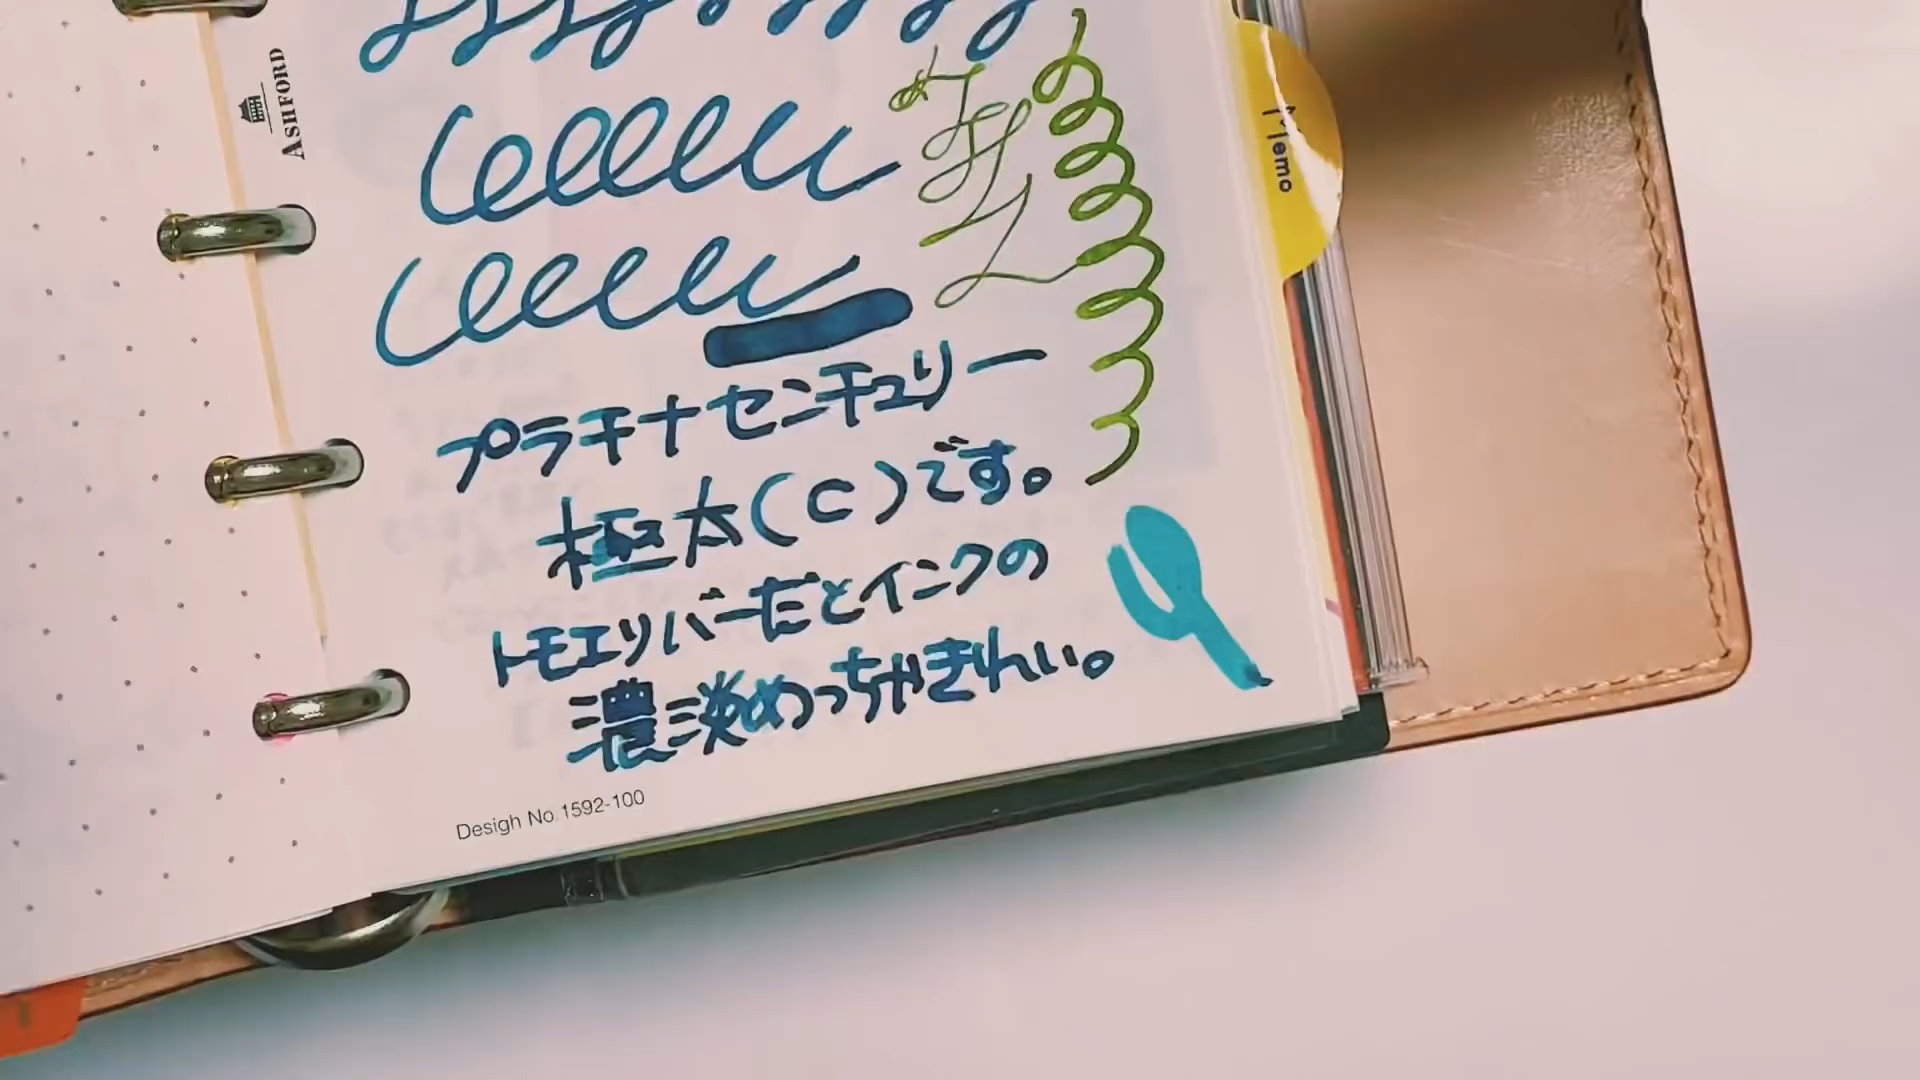 ASHFORD
Memo
プラチナセンチュリー
極太(C)です。
トモエリバーだとインクの
濃淡めっちゃきれい。
Desigh No.1592-100